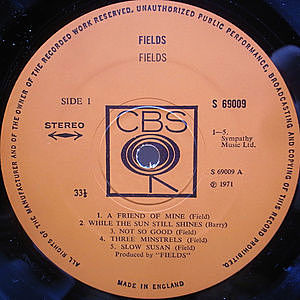 ALL RIGHTS OF THE MANUFACTURER AND OF THE OWNER OF THE RECORDED WORK RESERVED. UNAUTHORIZED PUBLIC PERFORMANCE, BROADCASTING AND COPYING OF THIS RECORD PROHIBITED.
FIELDS
FIELDS
SIDE 1
S 69009
STEREO
CBS
1—5, Sympathy
Music Ltd.
S 69009 A
33⅓
℗ 1971
1. A FRIEND OF MINE (Field)
2. WHILE THE SUN STILL SHINES (Barry)
3. NOT SO GOOD (Field)
4. THREE MINSTRELS (Field)
5. SLOW SUSAN (Field)
Produced by "FIELDS"
MADE IN ENGLAND